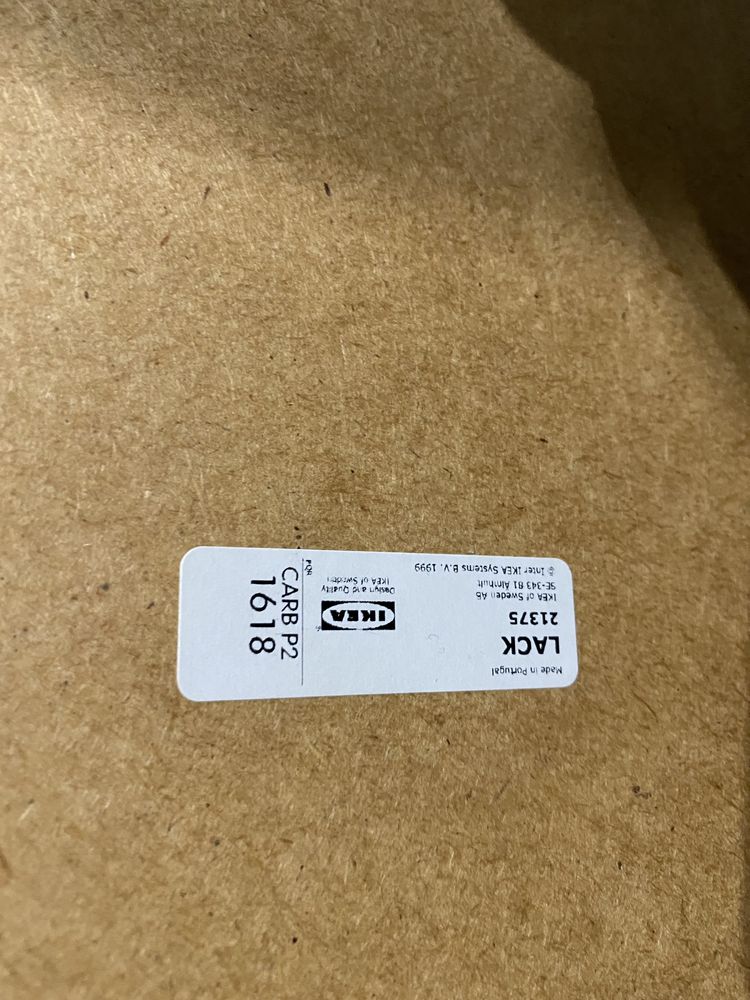 Made in Portugal
LACK
21375
IKEA of Sweden AB
SE-343 81 Älmhult
© Inter IKEA Systems B.V. 1999
IKEA
Design and Quality
IKEA of Sweden
PQR
CARB P2
1618